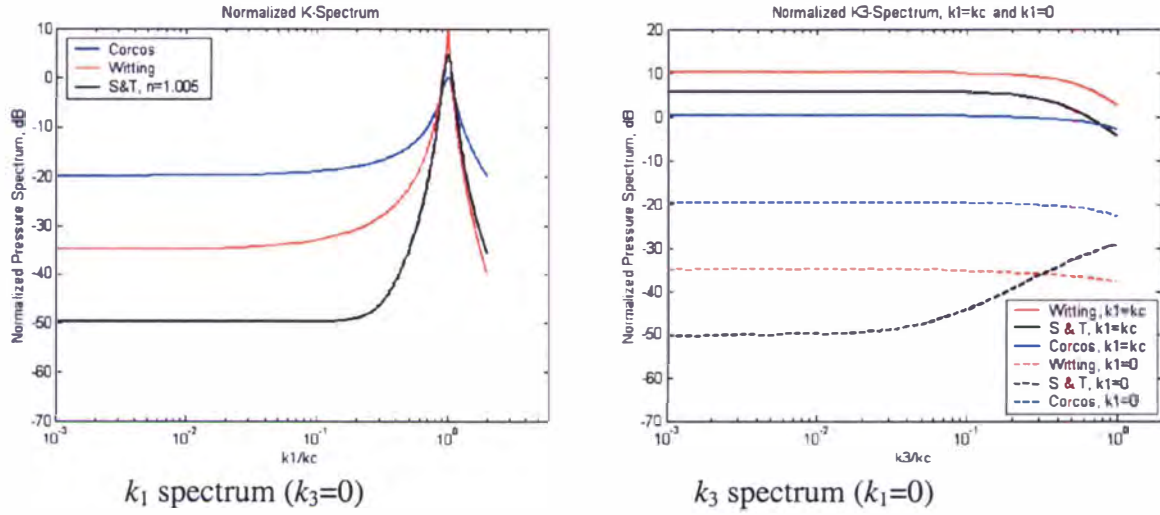 Normalized K-Spectrum
Normalized Pressure Spectrum, dB
10
0
-10
-20
-30
-40
-50
-60
-70
Corcos
Witting
S&T, n=1.005
10^-3
10^-2
10^-1
10^0
k1/kc
k1 spectrum (k3=0)
Normalized K3-Spectrum, k1=kc and k1=0
Normalized Pressure Spectrum, dB
20
10
0
-10
-20
-30
-40
-50
-60
-70
Witting, k1=kc
S & T, k1=kc
Corcos, k1=kc
Witting, k1=0
S & T, k1=0
Corcos, k1=0
10^-3
10^-2
10^-1
10^0
k3/kc
k3 spectrum (k1=0)